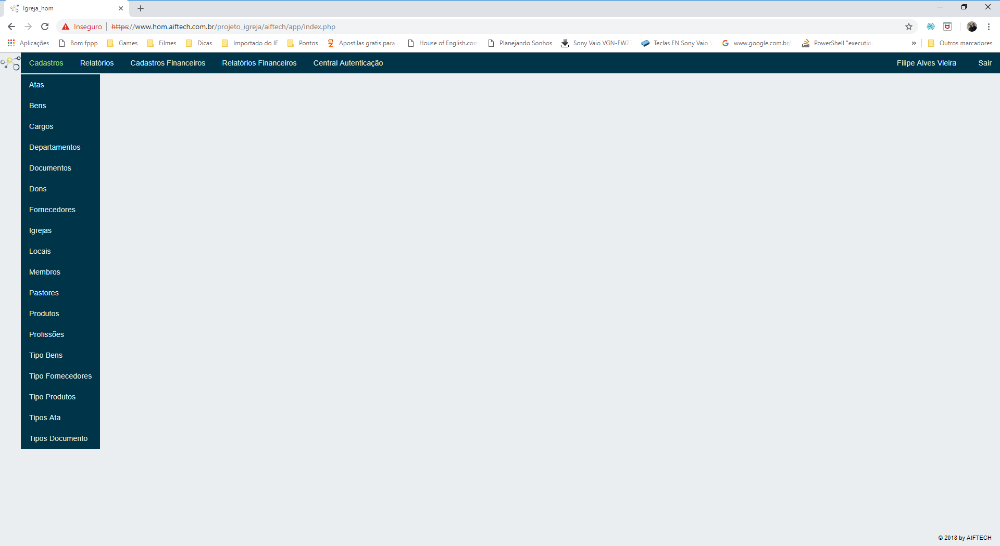 Igreja_hom
Inseguro https://www.hom.aiftech.com.br/projeto_igreja/aiftech/app/index.php
Aplicações Bom fppp Games Filmes Dicas Importado do IE Pontos Apostilas gratis para House of English.com Planejando Sonhos Sony Vaio VGN-FW27 Teclas FN Sony Vaio www.google.com.br/ PowerShell "executio » Outros marcadores
Cadastros Relatórios Cadastros Financeiros Relatórios Financeiros Central Autenticação Filipe Alves Vieira Sair
Atas
Bens
Cargos
Departamentos
Documentos
Dons
Fornecedores
Igrejas
Locais
Membros
Pastores
Produtos
Profissões
Tipo Bens
Tipo Fornecedores
Tipo Produtos
Tipos Ata
Tipos Documento
© 2018 by AIFTECH